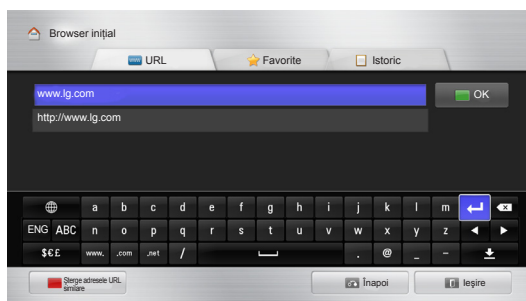 Browser inițial
www URL
Favorite
Istoric
www.lg.com
OK
http://www.lg.com
a b c d e f g h i j k l m
ENG ABC n o p q r s t u v w x y z
$€£ www. .com .net / . @ _ -
Șterge adresele URL
similare
Înapoi
Ieșire